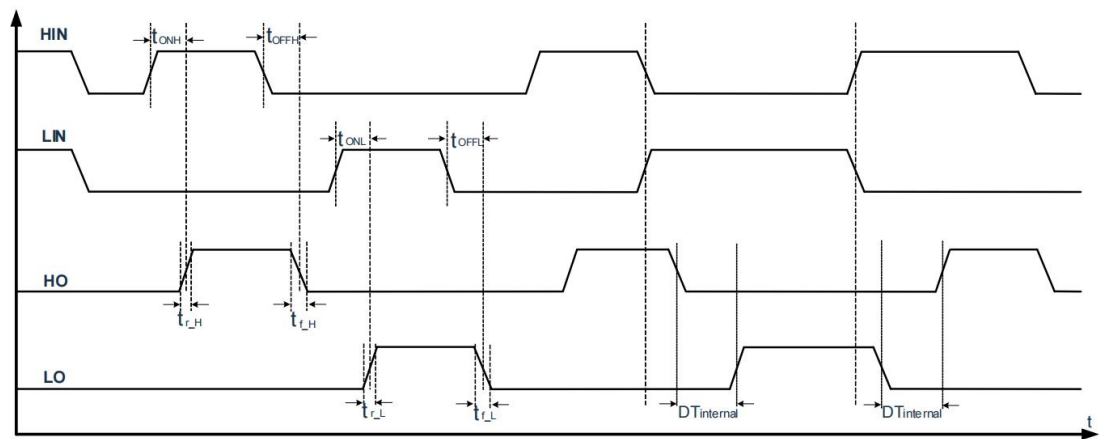 HIN
tONH
tOFFH
LIN
tONL
tOFFL
HO
tr_H
tf_H
LO
tr_L
tf_L
DTinternal
DTinternal
t